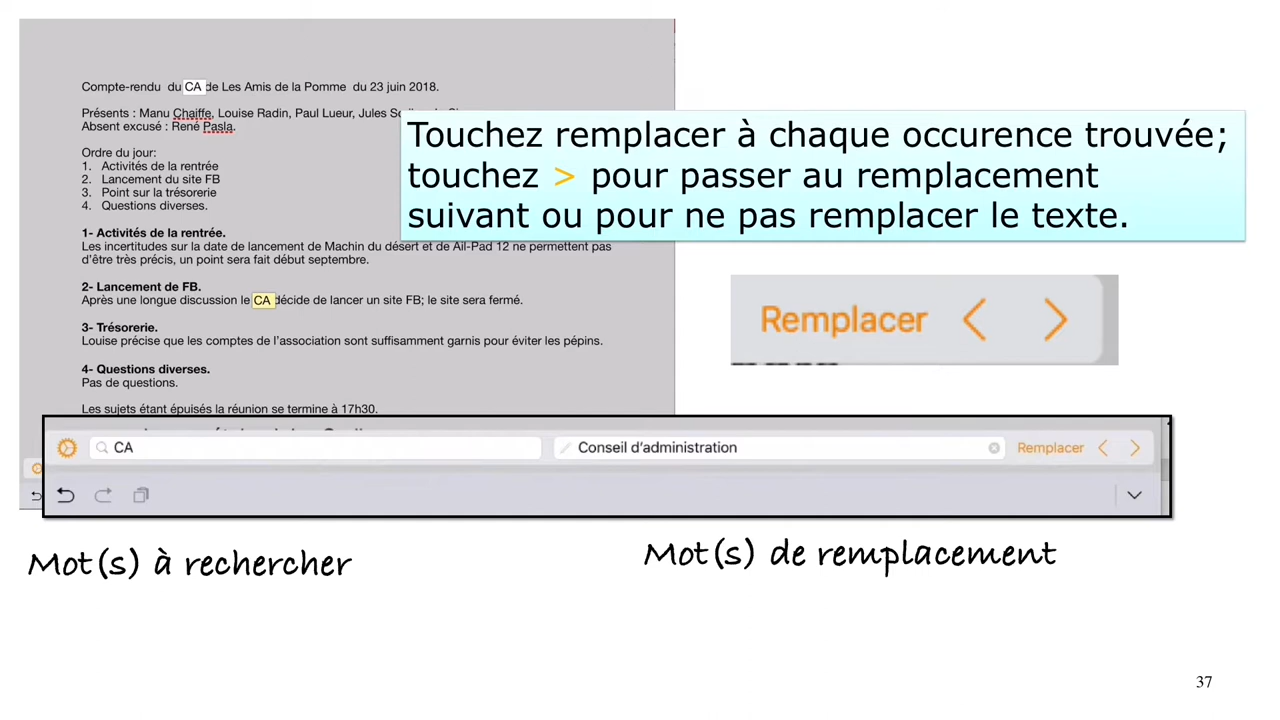 Compte-rendu du CA de Les Amis de la Pomme du 23 juin 2018.
Présents : Manu Chaiffe, Louise Radin, Paul Lueur, Jules
Absent excusé : René Pasla.
Touchez remplacer à chaque occurence trouvée;
touchez > pour passer au remplacement
suivant ou pour ne pas remplacer le texte.
Ordre du jour:
1. Activités de la rentrée
2. Lancement du site FB
3. Point sur la trésorerie
4. Questions diverses.
1- Activités de la rentrée.
Les incertitudes sur la date de lancement de Machin du désert et de Ail-Pad 12 ne permettent pas
d'être très précis, un point sera fait début septembre.
2- Lancement de FB.
Après une longue discussion le CA décide de lancer un site FB; le site sera fermé.
Remplacer < >
3- Trésorerie.
Louise précise que les comptes de l'association sont suffisamment garnis pour éviter les pépins.
4- Questions diverses.
Pas de questions.
Les sujets étant épuisés la réunion se termine à 17h30.
CA Conseil d'administration Remplacer < >
Mot(s) à rechercher
Mot(s) de remplacement
37